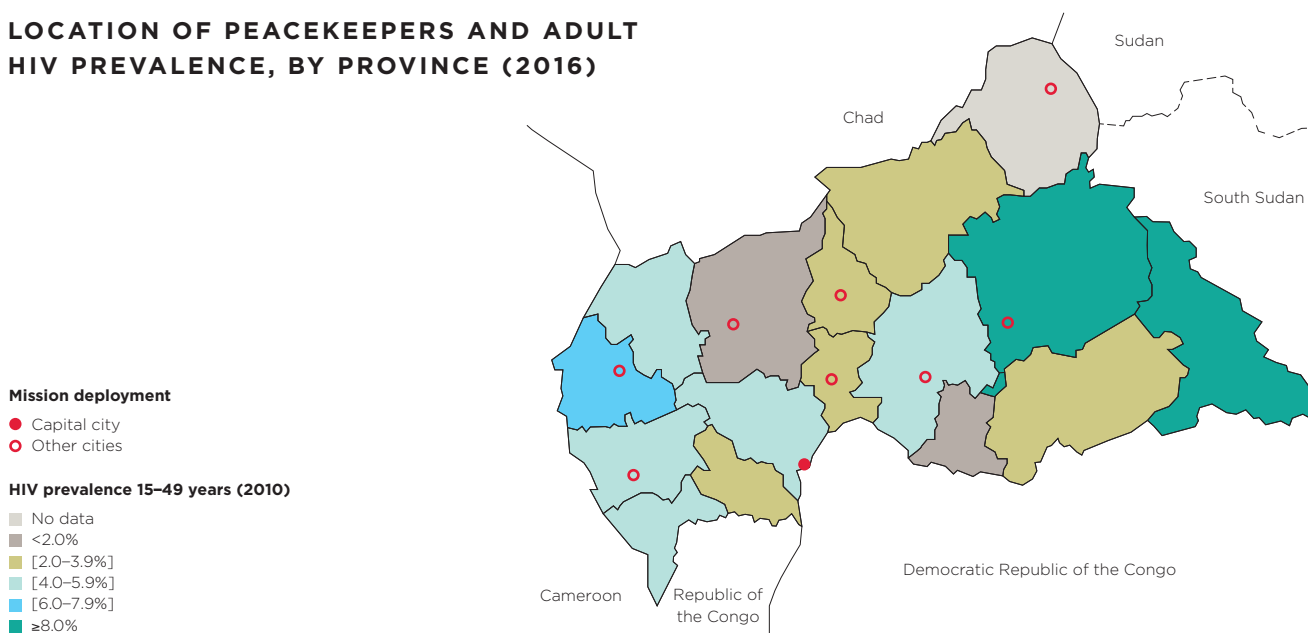 LOCATION OF PEACEKEEPERS AND ADULT
HIV PREVALENCE, BY PROVINCE (2016)
Sudan
Chad
South Sudan
Mission deployment
Capital city
Other cities
HIV prevalence 15–49 years (2010)
No data
<2.0%
[2.0–3.9%]
[4.0–5.9%]
[6.0–7.9%]
≥8.0%
Democratic Republic of the Congo
Cameroon
Republic of
the Congo